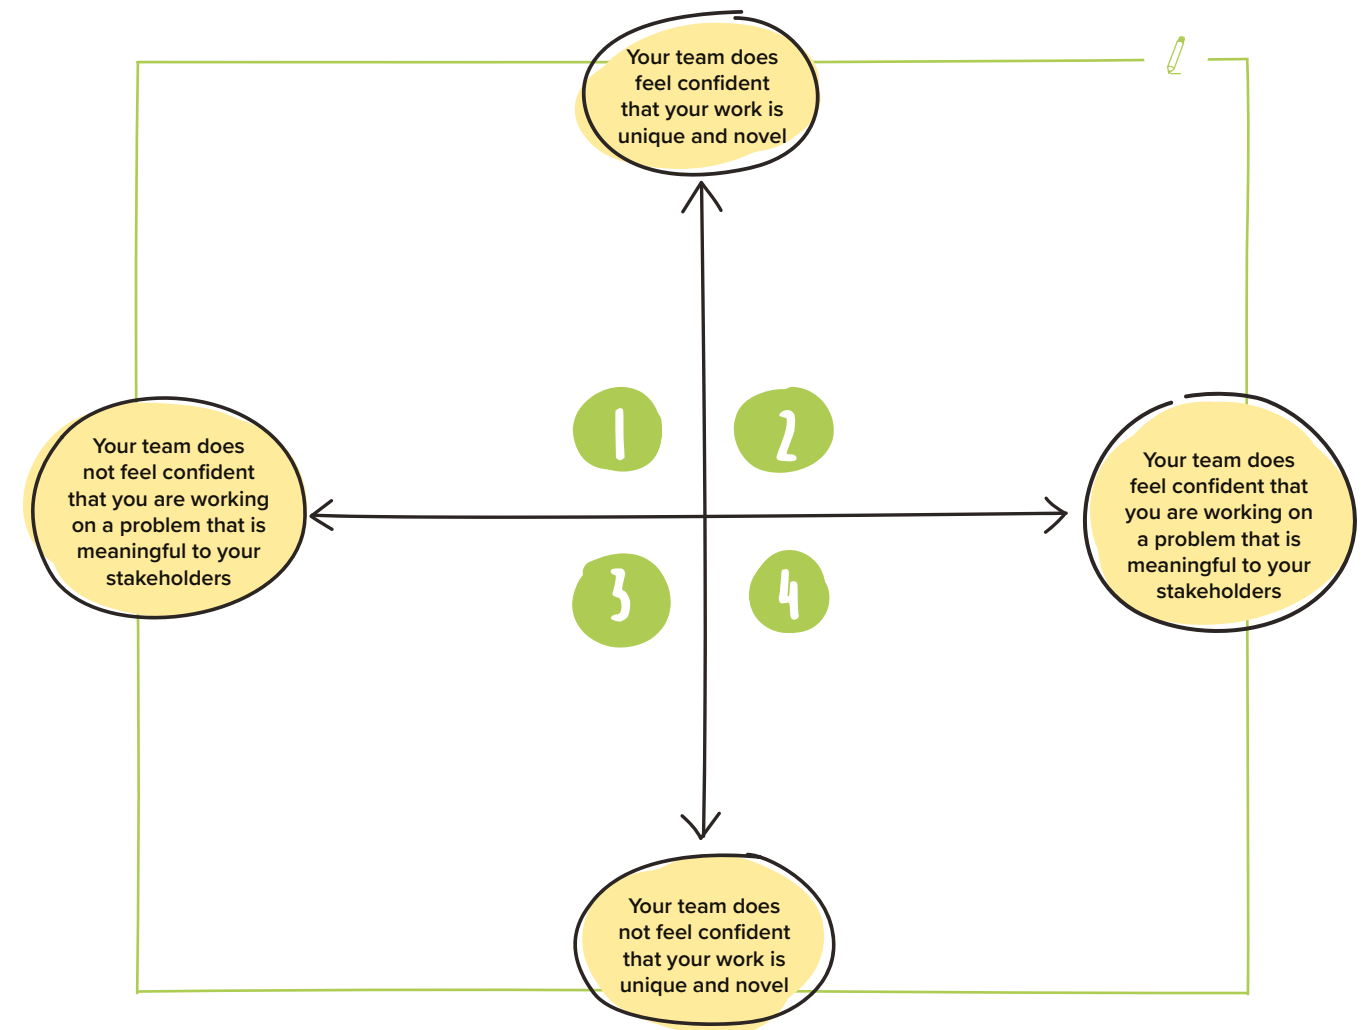 Your team does
feel confident
that your work is
unique and novel
1
2
Your team does
not feel confident
that you are working
on a problem that is
meaningful to your
stakeholders
Your team does
feel confident that
you are working on
a problem that is
meaningful to your
stakeholders
3
4
Your team does
not feel confident
that your work is
unique and novel